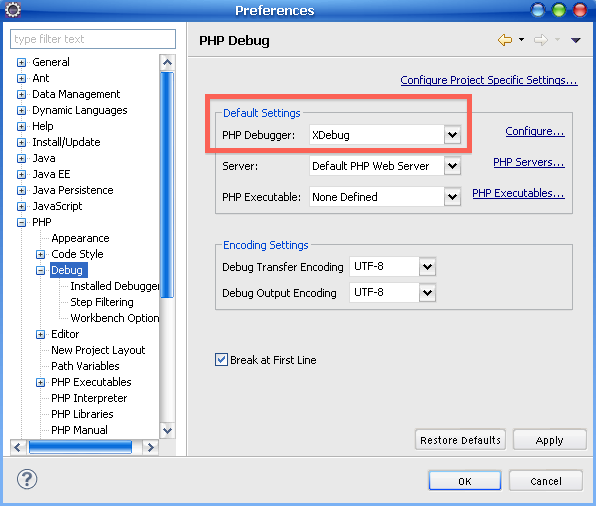 Preferences
type filter text
General
Ant
Data Management
Dynamic Languages
Help
Install/Update
Java
Java EE
Java Persistence
JavaScript
PHP
Appearance
Code Style
Debug
Installed Debugger
Step Filtering
Workbench Option
Editor
New Project Layout
Path Variables
PHP Executables
PHP Interpreter
PHP Libraries
PHP Manual
PHP Debug
Configure Project Specific Settings...
Default Settings
PHP Debugger: XDebug Configure...
Server: Default PHP Web Server PHP Servers...
PHP Executable: None Defined PHP Executables...
Encoding Settings
Debug Transfer Encoding UTF-8
Debug Output Encoding UTF-8
Break at First Line
Restore Defaults Apply
? OK Cancel